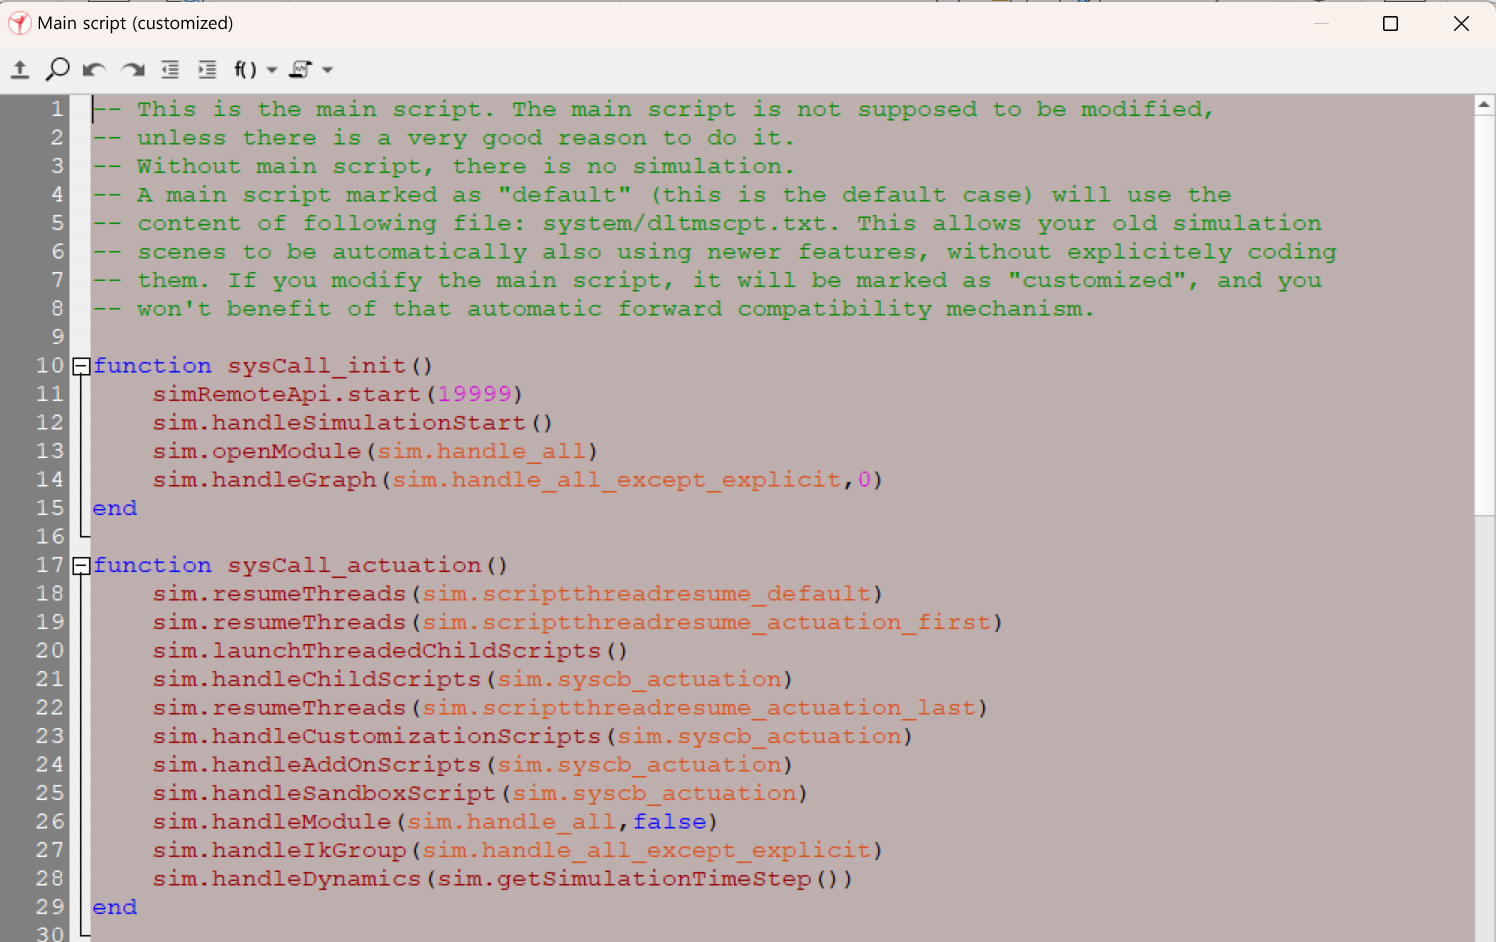 Main script (customized)
f()
1 -- This is the main script. The main script is not supposed to be modified,
2 -- unless there is a very good reason to do it.
3 -- Without main script, there is no simulation.
4 -- A main script marked as "default" (this is the default case) will use the
5 -- content of following file: system/dltmscpt.txt. This allows your old simulation
6 -- scenes to be automatically also using newer features, without explicitely coding
7 -- them. If you modify the main script, it will be marked as "customized", and you
8 -- won't benefit of that automatic forward compatibility mechanism.
9
10 function sysCall_init()
11     simRemoteApi.start(19999)
12     sim.handleSimulationStart()
13     sim.openModule(sim.handle_all)
14     sim.handleGraph(sim.handle_all_except_explicit,0)
15 end
16
17 function sysCall_actuation()
18     sim.resumeThreads(sim.scriptthreadresume_default)
19     sim.resumeThreads(sim.scriptthreadresume_actuation_first)
20     sim.launchThreadedChildScripts()
21     sim.handleChildScripts(sim.syscb_actuation)
22     sim.resumeThreads(sim.scriptthreadresume_actuation_last)
23     sim.handleCustomizationScripts(sim.syscb_actuation)
24     sim.handleAddOnScripts(sim.syscb_actuation)
25     sim.handleSandboxScript(sim.syscb_actuation)
26     sim.handleModule(sim.handle_all,false)
27     sim.handleIkGroup(sim.handle_all_except_explicit)
28     sim.handleDynamics(sim.getSimulationTimeStep())
29 end
30